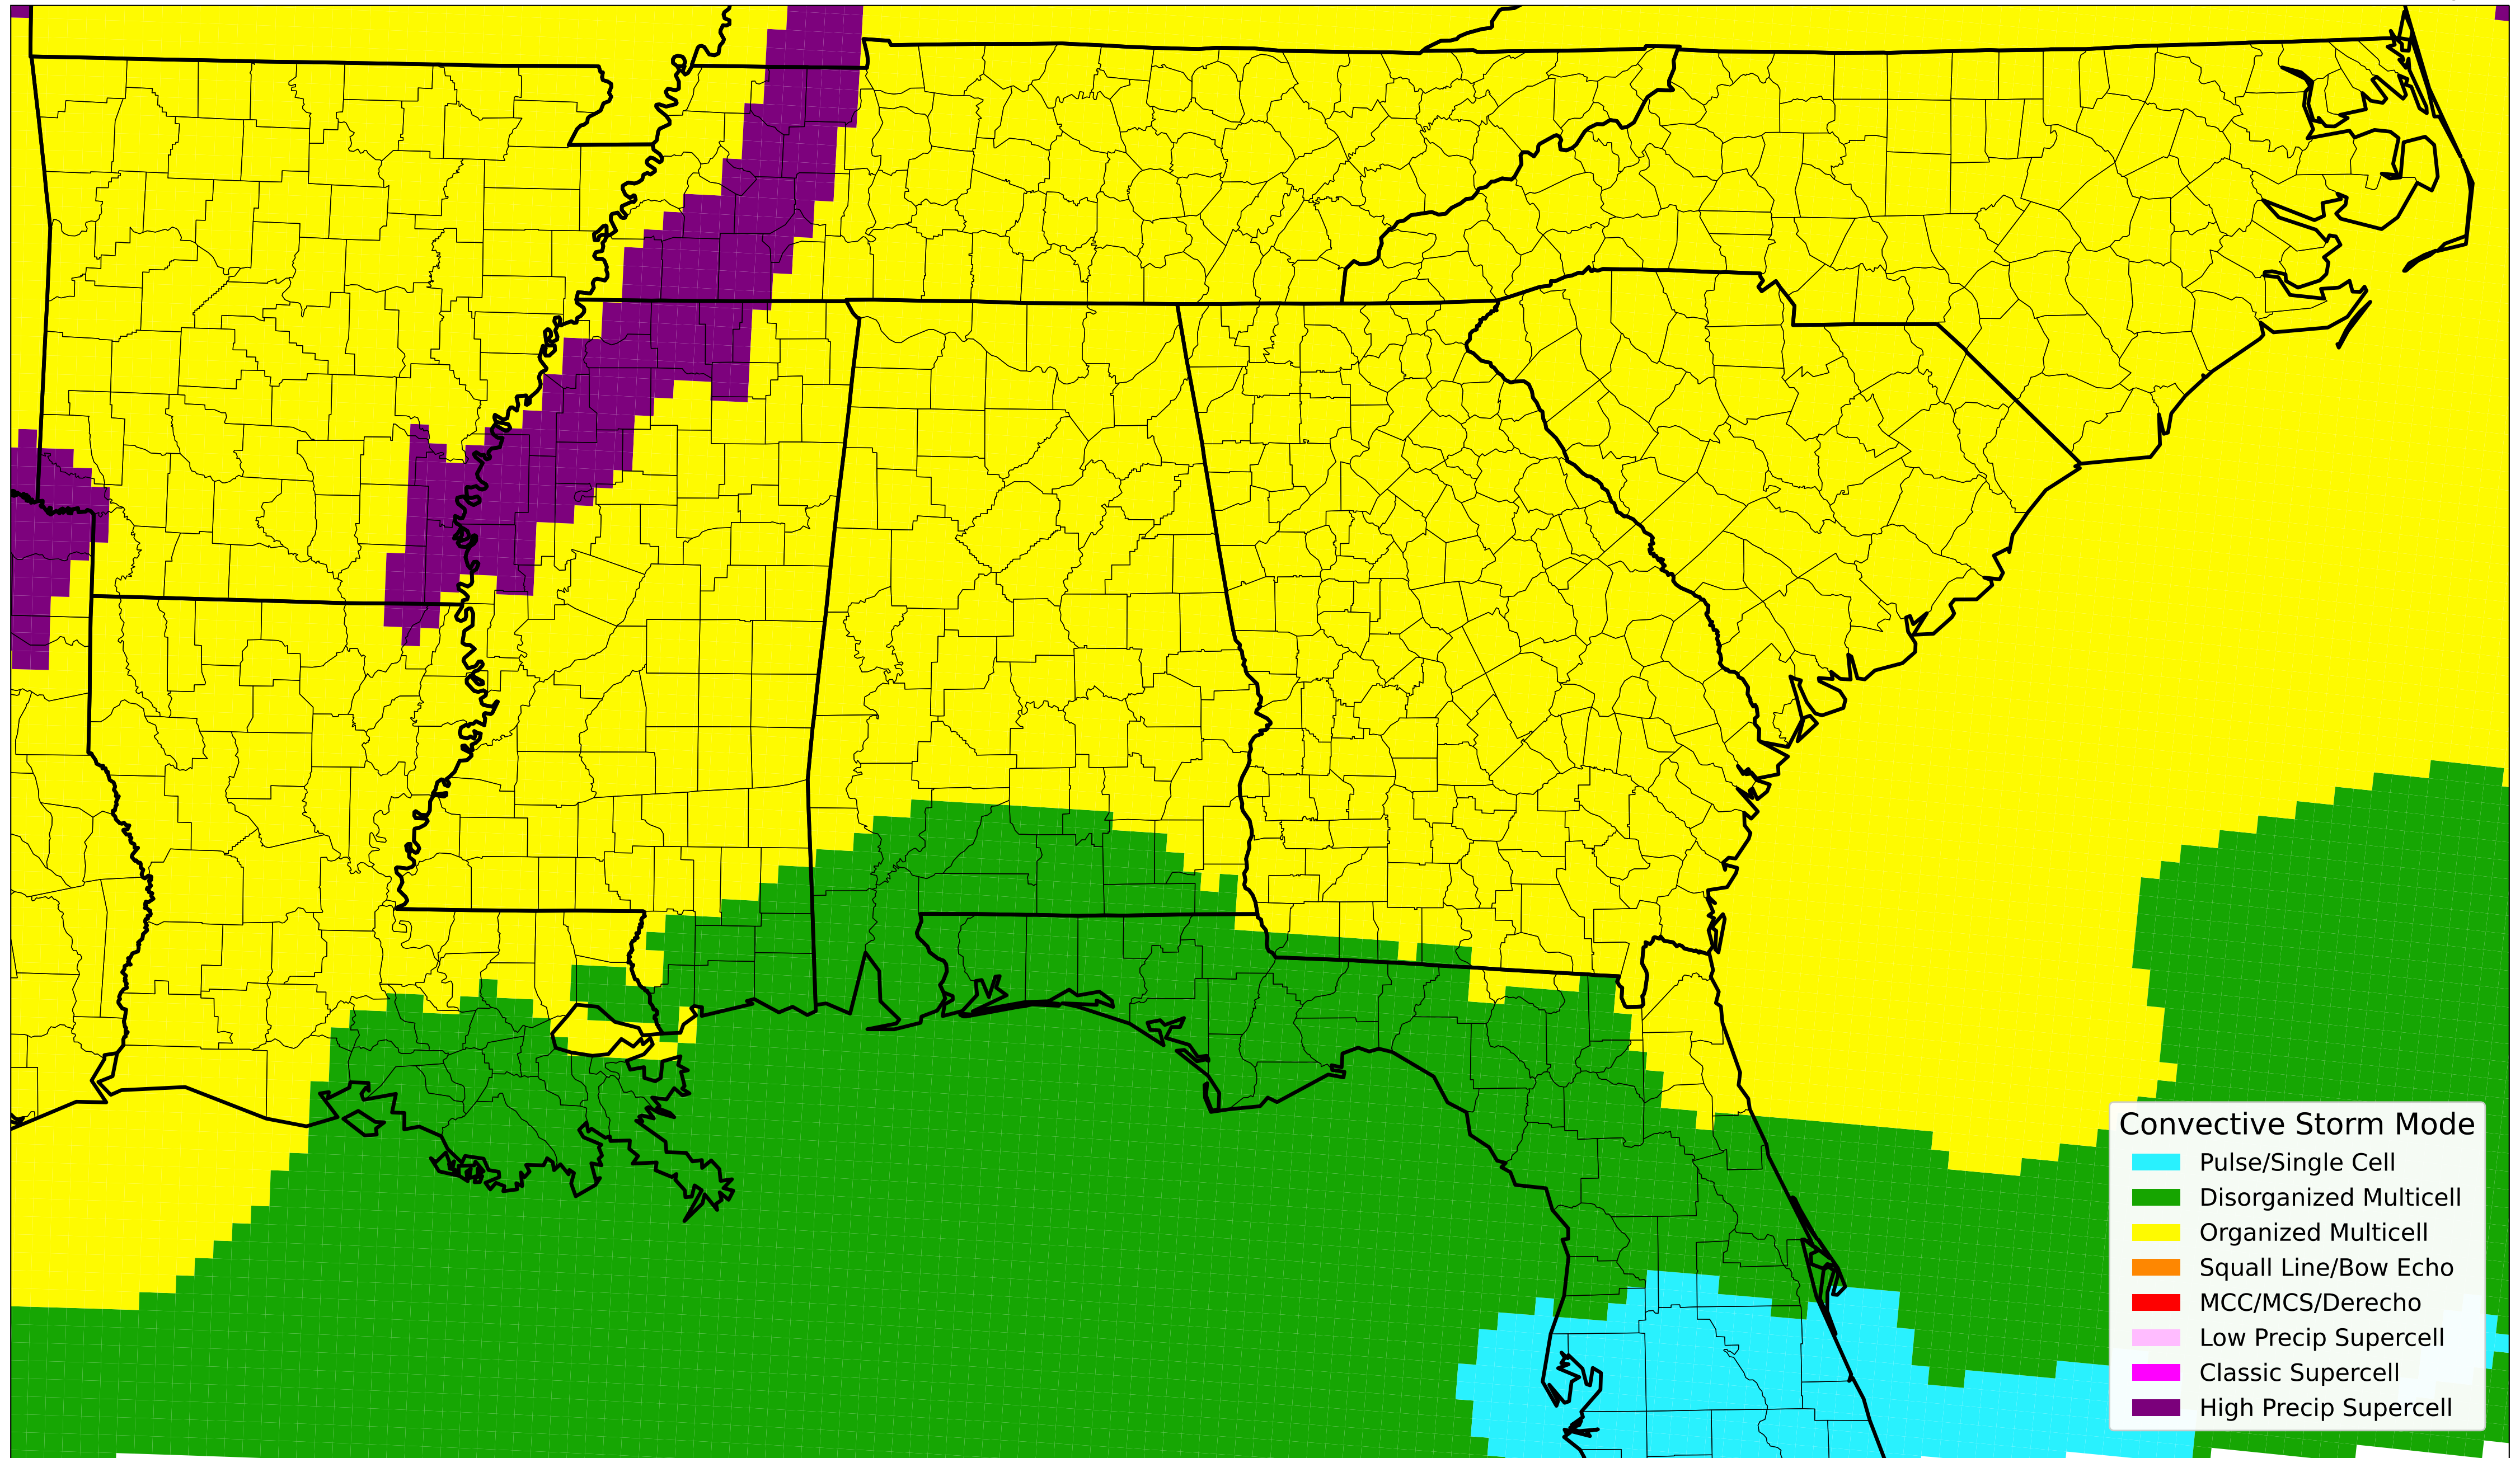 Convective Storm Mode
Pulse/Single Cell
Disorganized Multicell
Organized Multicell
Squall Line/Bow Echo
MCC/MCS/Derecho
Low Precip Supercell
Classic Supercell
High Precip Supercell